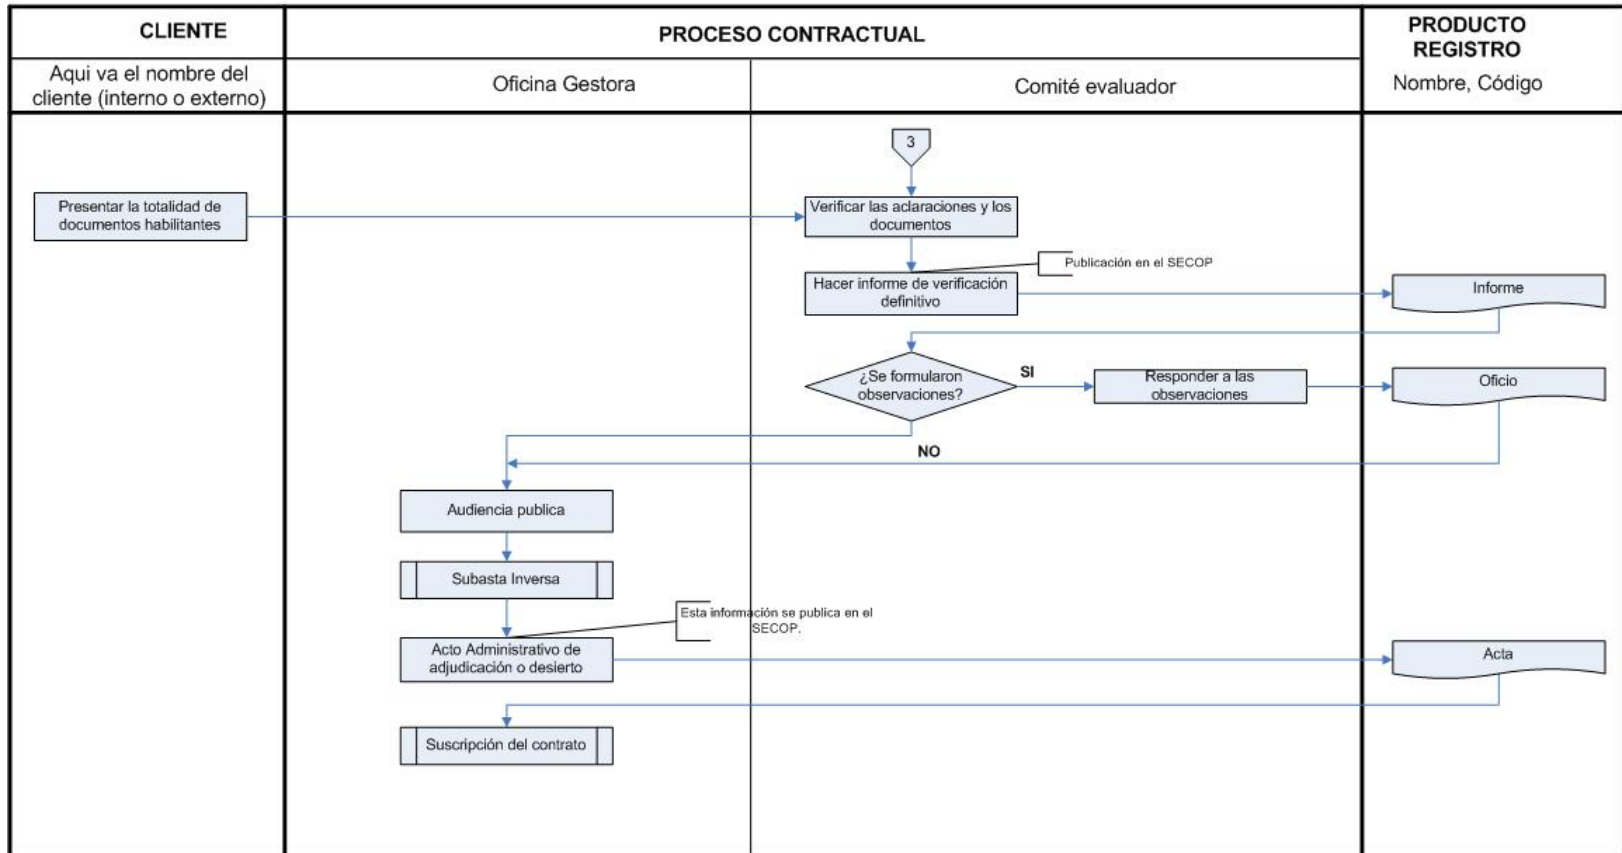 CLIENTE
PROCESO CONTRACTUAL
PRODUCTO
REGISTRO
Aqui va el nombre del
cliente (interno o externo)
Oficina Gestora
Comité evaluador
Nombre, Código
3
Presentar la totalidad de
documentos habilitantes
Verificar las aclaraciones y los
documentos
Publicación en el SECOP
Hacer informe de verificación
definitivo
Informe
¿Se formularon
observaciones?
SI
Responder a las
observaciones
Oficio
NO
Audiencia publica
Subasta Inversa
Esta información se publica en el
SECOP.
Acto Administrativo de
adjudicación o desierto
Acta
Suscripción del contrato